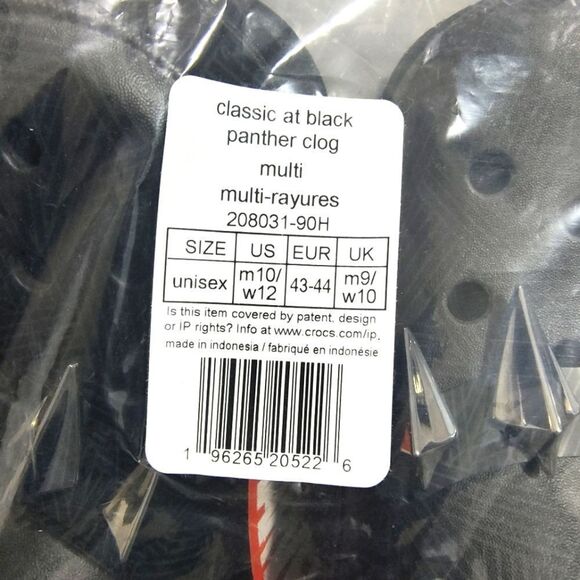 classic at black
panther clog
multi
multi-rayures
208031-90H
SIZE US EUR UK
unisex m10/ w12 43-44 m9/ w10
Is this item covered by patent, design
or IP rights? Info at www.crocs.com/ip.
made in indonesia / fabriqué en indonésie
1 96265 20522 6